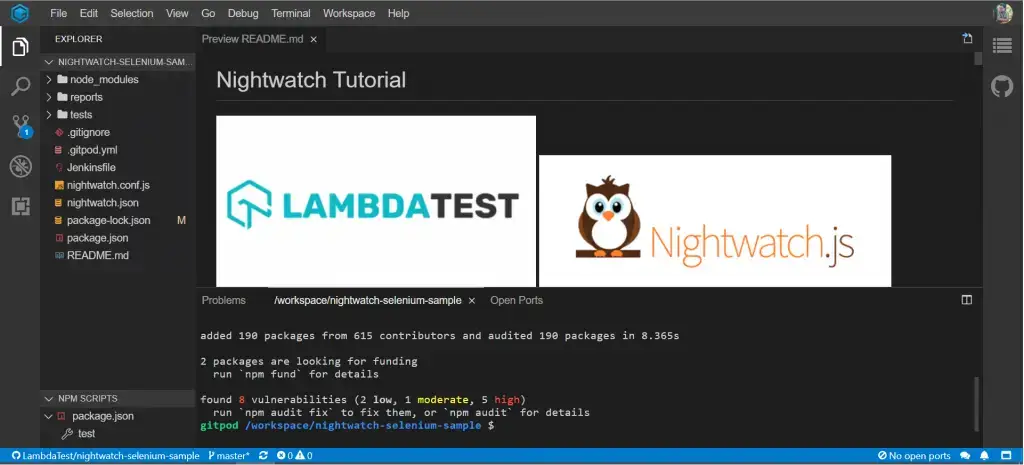 File Edit Selection View Go Debug Terminal Workspace Help
EXPLORER
Preview README.md ×
NIGHTWATCH-SELENIUM-SAM...
node_modules
reports
tests
.gitignore
.gitpod.yml
Jenkinsfile
nightwatch.conf.js
nightwatch.json
package-lock.json M
package.json
README.md
1
Nightwatch Tutorial
LAMBDATEST
Nightwatch.js
Problems /workspace/nightwatch-selenium-sample × Open Ports
added 190 packages from 615 contributors and audited 190 packages in 8.365s
2 packages are looking for funding
run `npm fund` for details
found 8 vulnerabilities (2 low, 1 moderate, 5 high)
run `npm audit fix` to fix them, or `npm audit` for details
gitpod /workspace/nightwatch-selenium-sample $
NPM SCRIPTS
package.json
test
LambdaTest/nightwatch-selenium-sample master* 0 0 No open ports